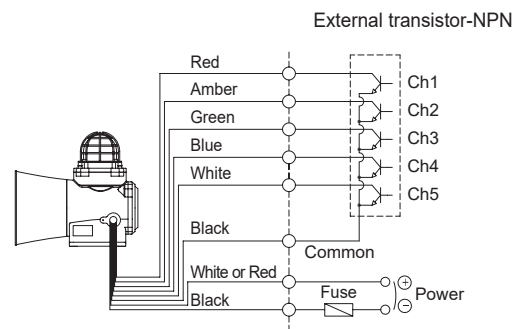 External transistor-NPN
Red
Ch1
Amber
Ch2
Green
Ch3
Blue
Ch4
White
Ch5
Black
Common
White or Red
Fuse
+
Power
Black
-